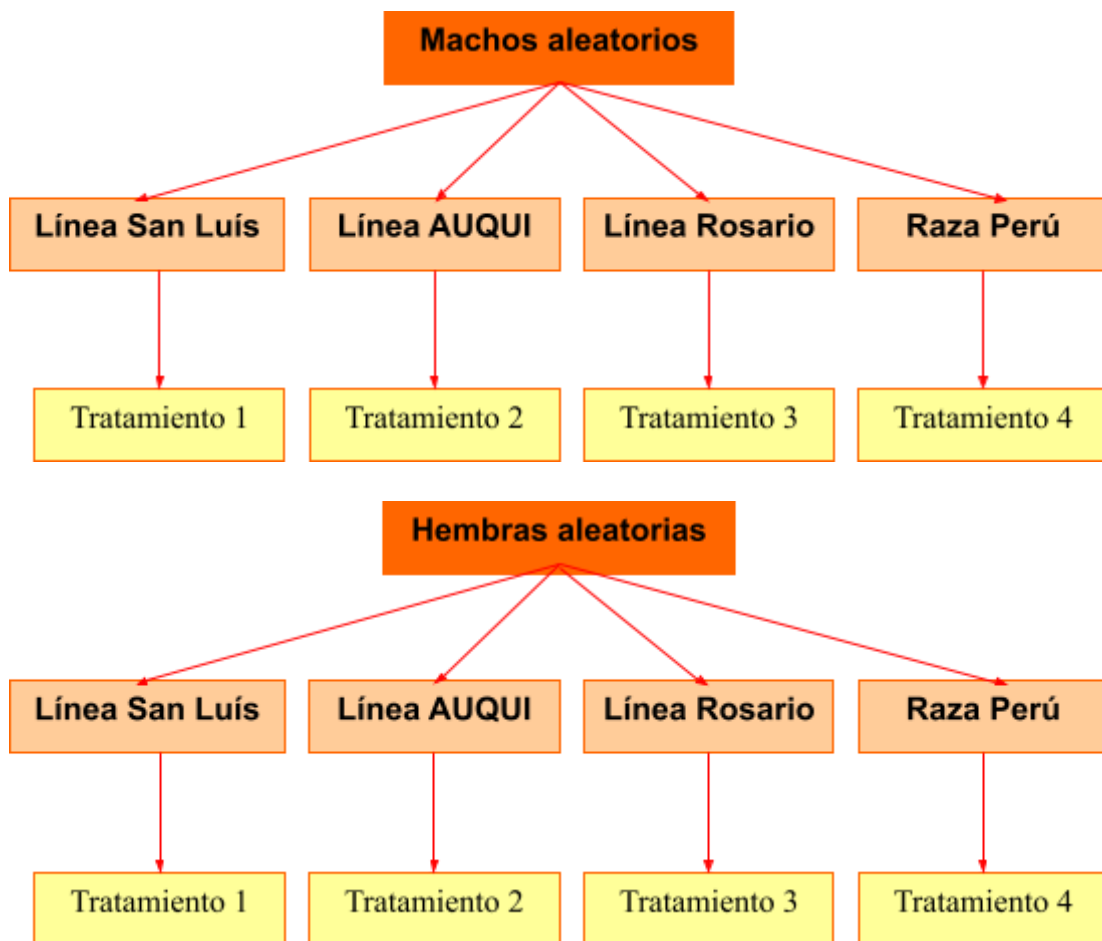 Machos aleatorios
Línea San Luís
Línea AUQUI
Línea Rosario
Raza Perú
Tratamiento 1
Tratamiento 2
Tratamiento 3
Tratamiento 4
Hembras aleatorias
Línea San Luís
Línea AUQUI
Línea Rosario
Raza Perú
Tratamiento 1
Tratamiento 2
Tratamiento 3
Tratamiento 4